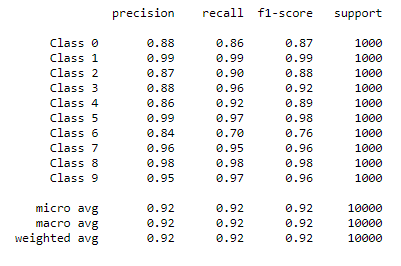 precision recall f1-score support
Class 0 0.88 0.86 0.87 1000
Class 1 0.99 0.99 0.99 1000
Class 2 0.87 0.90 0.88 1000
Class 3 0.88 0.96 0.92 1000
Class 4 0.86 0.92 0.89 1000
Class 5 0.99 0.97 0.98 1000
Class 6 0.84 0.70 0.76 1000
Class 7 0.96 0.95 0.96 1000
Class 8 0.98 0.98 0.98 1000
Class 9 0.95 0.97 0.96 1000
micro avg 0.92 0.92 0.92 10000
macro avg 0.92 0.92 0.92 10000
weighted avg 0.92 0.92 0.92 10000